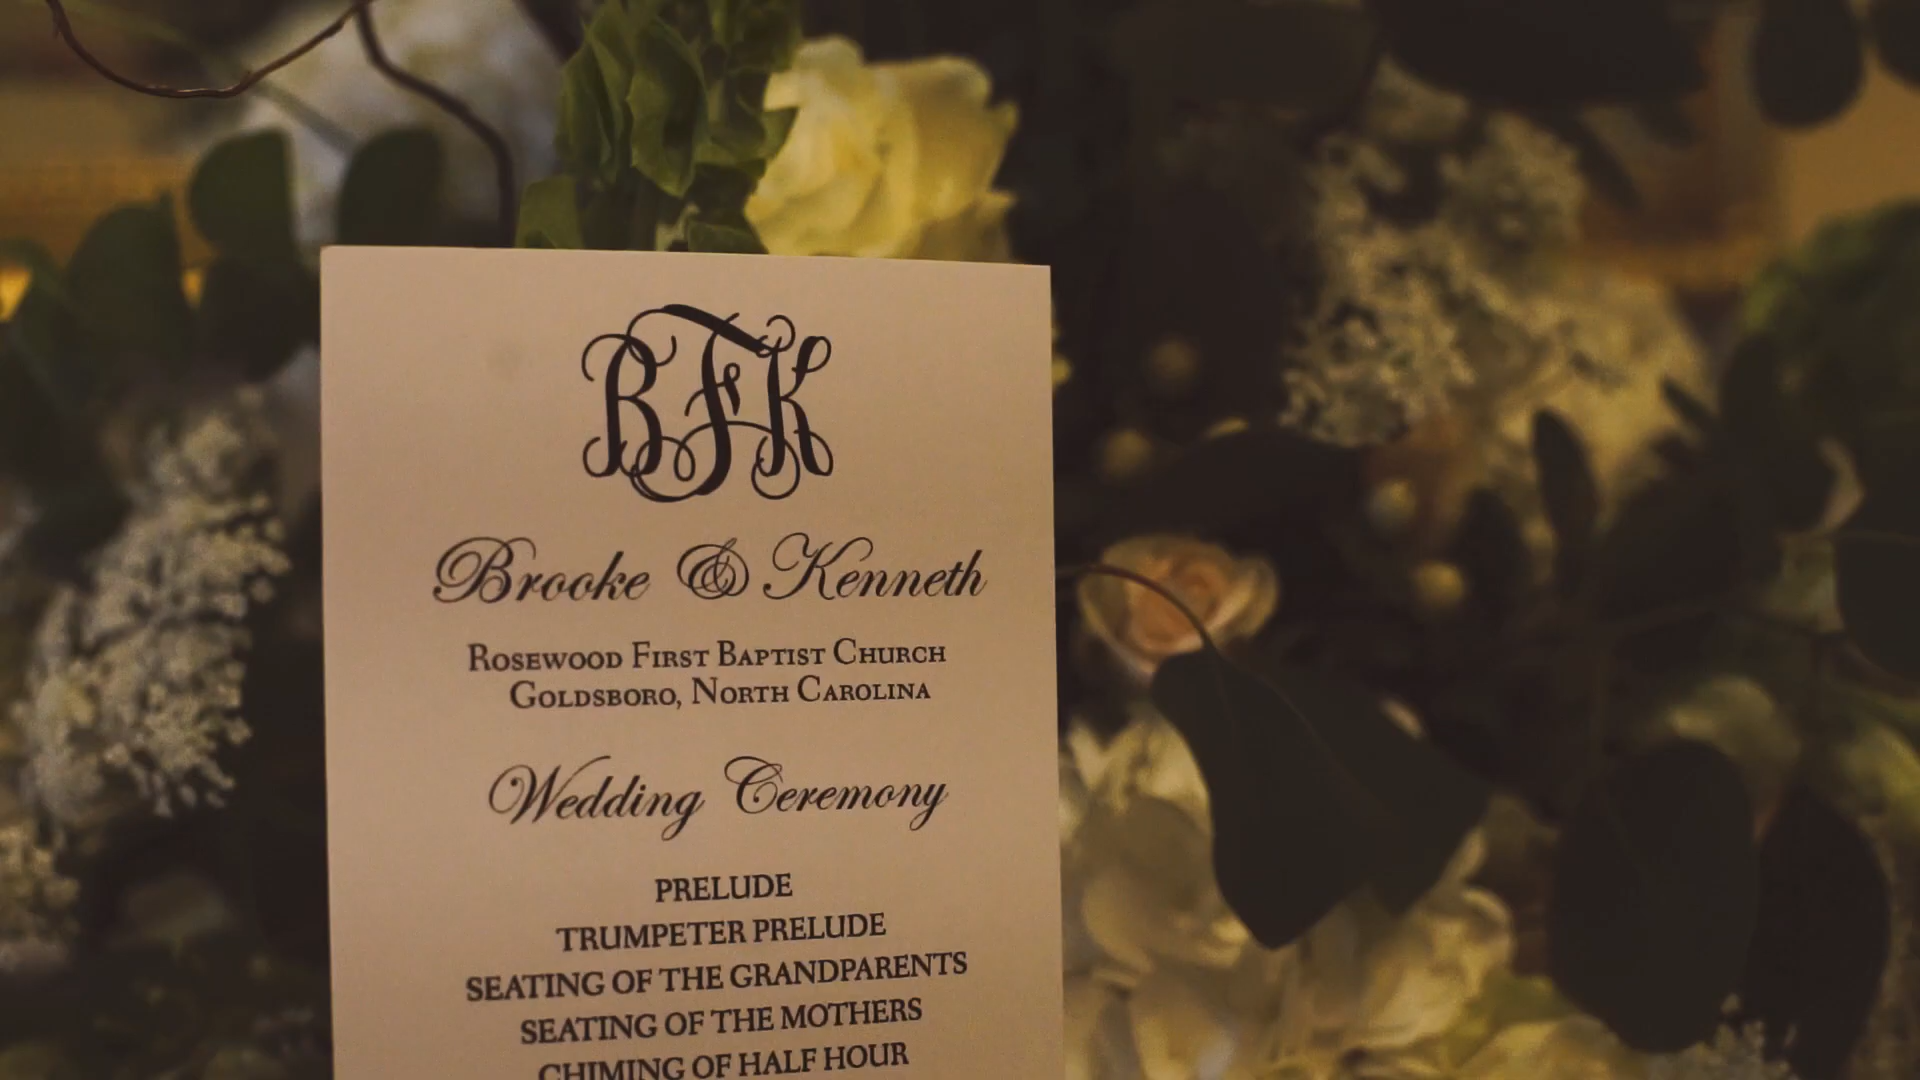 BFK
Brooke & Kenneth
Rosewood First Baptist Church
Goldsboro, North Carolina
Wedding Ceremony
PRELUDE
TRUMPETER PRELUDE
SEATING OF THE GRANDPARENTS
SEATING OF THE MOTHERS
CHIMING OF HALF HOUR